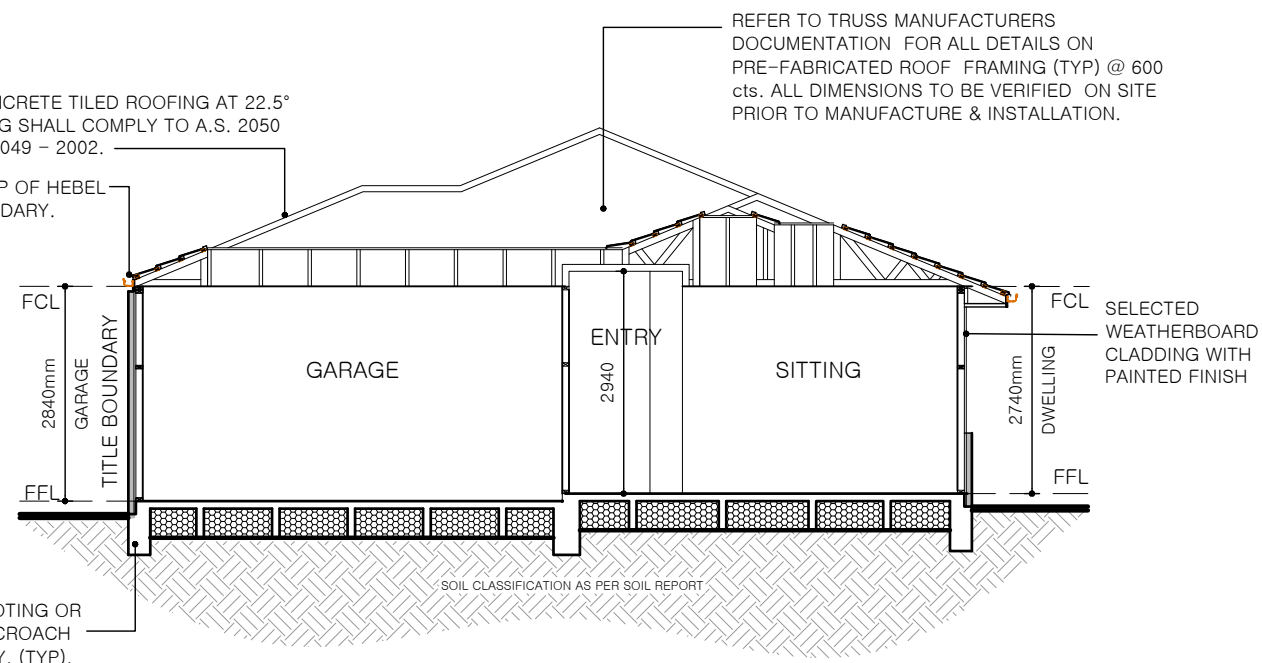 REFER TO TRUSS MANUFACTURERS
DOCUMENTATION FOR ALL DETAILS ON
PRE-FABRICATED ROOF FRAMING (TYP) @ 600
cts. ALL DIMENSIONS TO BE VERIFIED ON SITE
PRIOR TO MANUFACTURE & INSTALLATION.
NCRETE TILED ROOFING AT 22.5°
G SHALL COMPLY TO A.S. 2050
049 - 2002.
P OF HEBEL
DARY.
FCL
2840mm
GARAGE
TITLE BOUNDARY
FFL
GARAGE
ENTRY
2940
SITTING
FCL
2740mm
DWELLING
FFL
SELECTED
WEATHERBOARD
CLADDING WITH
PAINTED FINISH
SOIL CLASSIFICATION AS PER SOIL REPORT
OTING OR
CROACH
Y. (TYP).